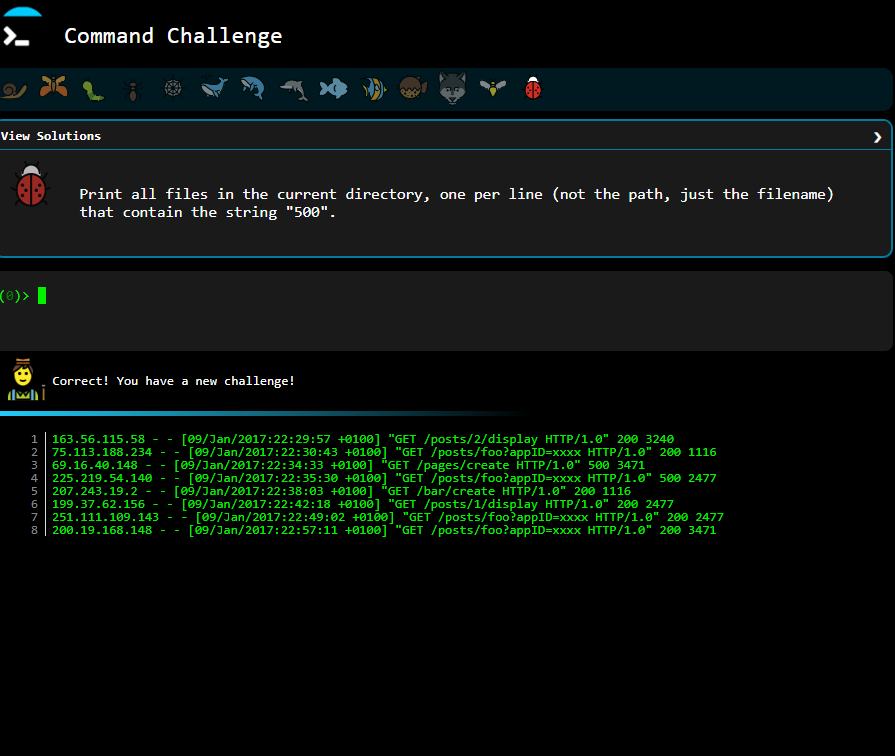 Command Challenge
View Solutions
Print all files in the current directory, one per line (not the path, just the filename)
that contain the string "500".
(0)>
Correct! You have a new challenge!
1 163.56.115.58 - - [09/Jan/2017:22:29:57 +0100] "GET /posts/2/display HTTP/1.0" 200 3240
2 75.113.188.234 - - [09/Jan/2017:22:30:43 +0100] "GET /posts/foo?appID=xxxx HTTP/1.0" 200 1116
3 69.16.40.148 - - [09/Jan/2017:22:34:33 +0100] "GET /pages/create HTTP/1.0" 500 3471
4 225.219.54.140 - - [09/Jan/2017:22:35:30 +0100] "GET /posts/foo?appID=xxxx HTTP/1.0" 500 2477
5 207.243.19.2 - - [09/Jan/2017:22:38:03 +0100] "GET /bar/create HTTP/1.0" 200 1116
6 199.37.62.156 - - [09/Jan/2017:22:42:18 +0100] "GET /posts/1/display HTTP/1.0" 200 2477
7 251.111.109.143 - - [09/Jan/2017:22:49:02 +0100] "GET /posts/foo?appID=xxxx HTTP/1.0" 200 2477
8 200.19.168.148 - - [09/Jan/2017:22:57:11 +0100] "GET /posts/foo?appID=xxxx HTTP/1.0" 200 3471